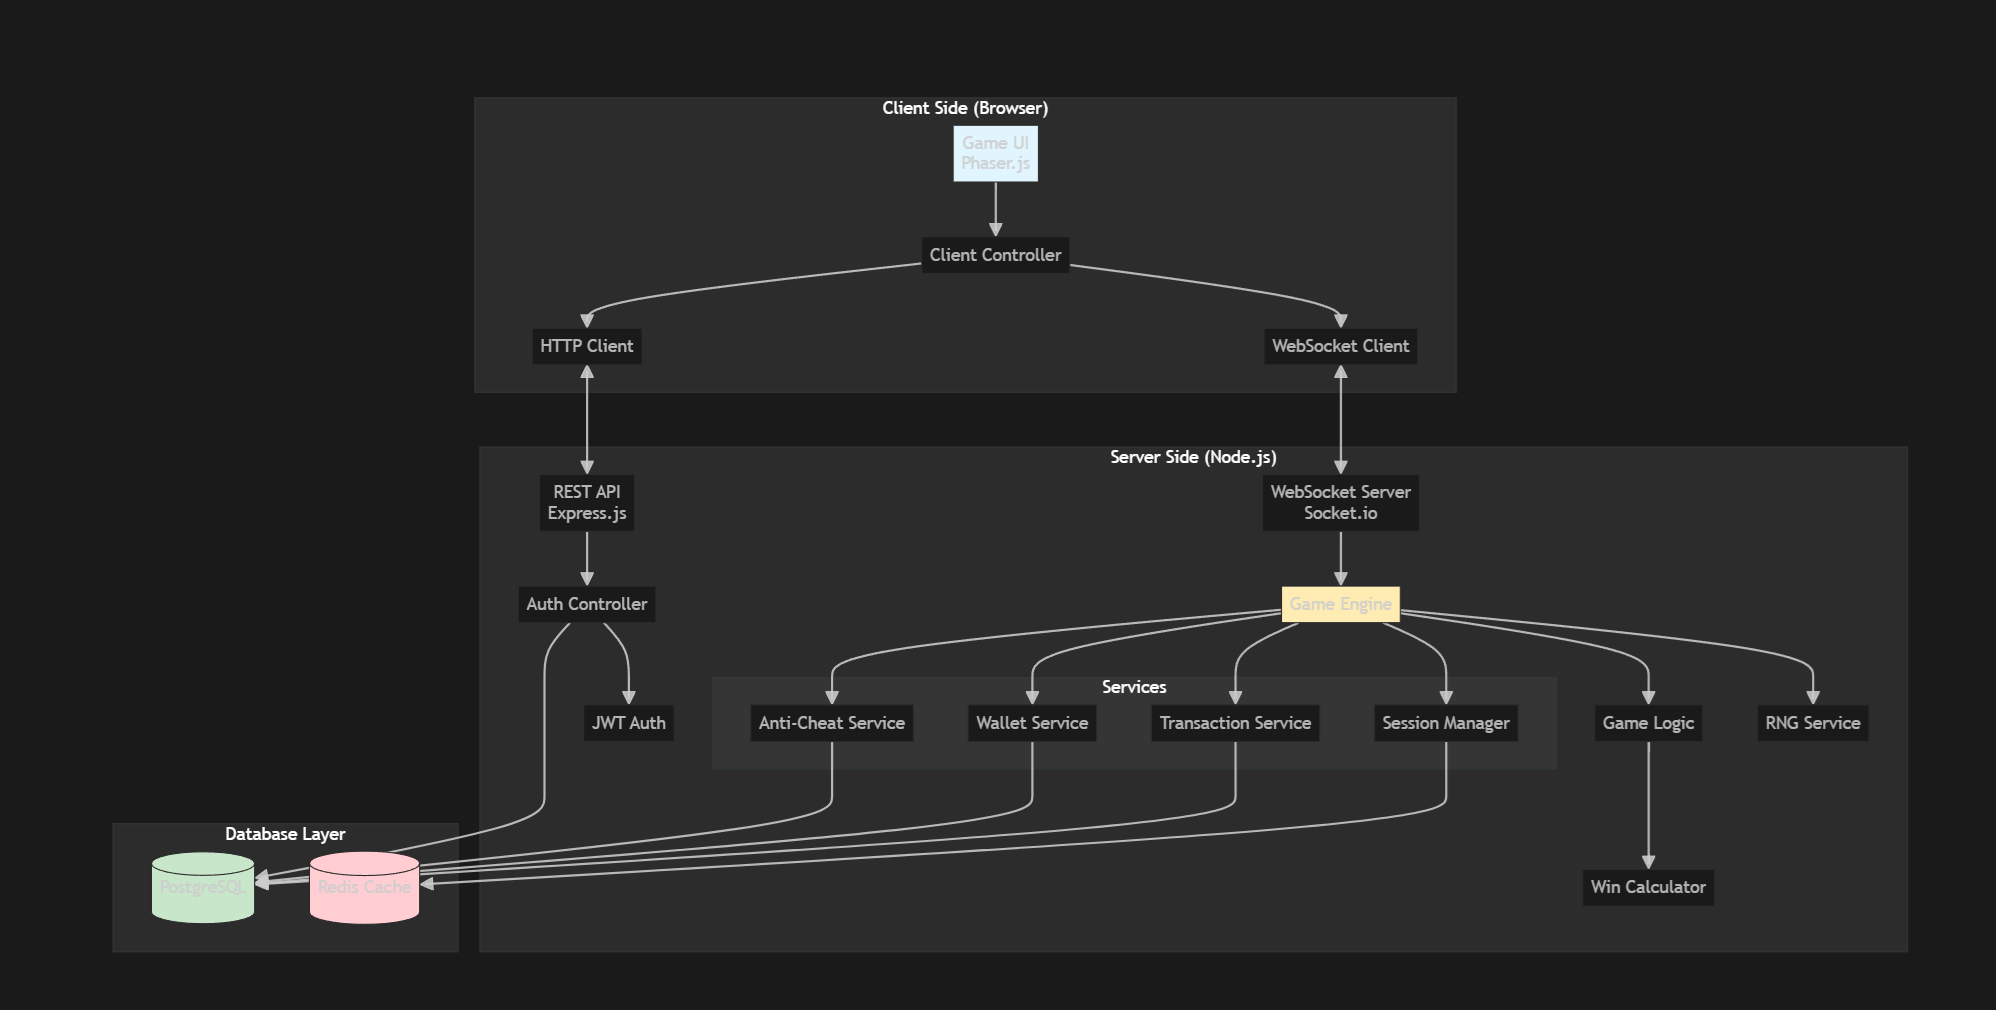 Client Side (Browser)
Game UI
Phaser.js
Client Controller
HTTP Client
WebSocket Client
Server Side (Node.js)
REST API
Express.js
WebSocket Server
Socket.io
Auth Controller
Game Engine
Services
JWT Auth
Anti-Cheat Service
Wallet Service
Transaction Service
Session Manager
Game Logic
RNG Service
Database Layer
PostgreSQL
Redis Cache
Win Calculator